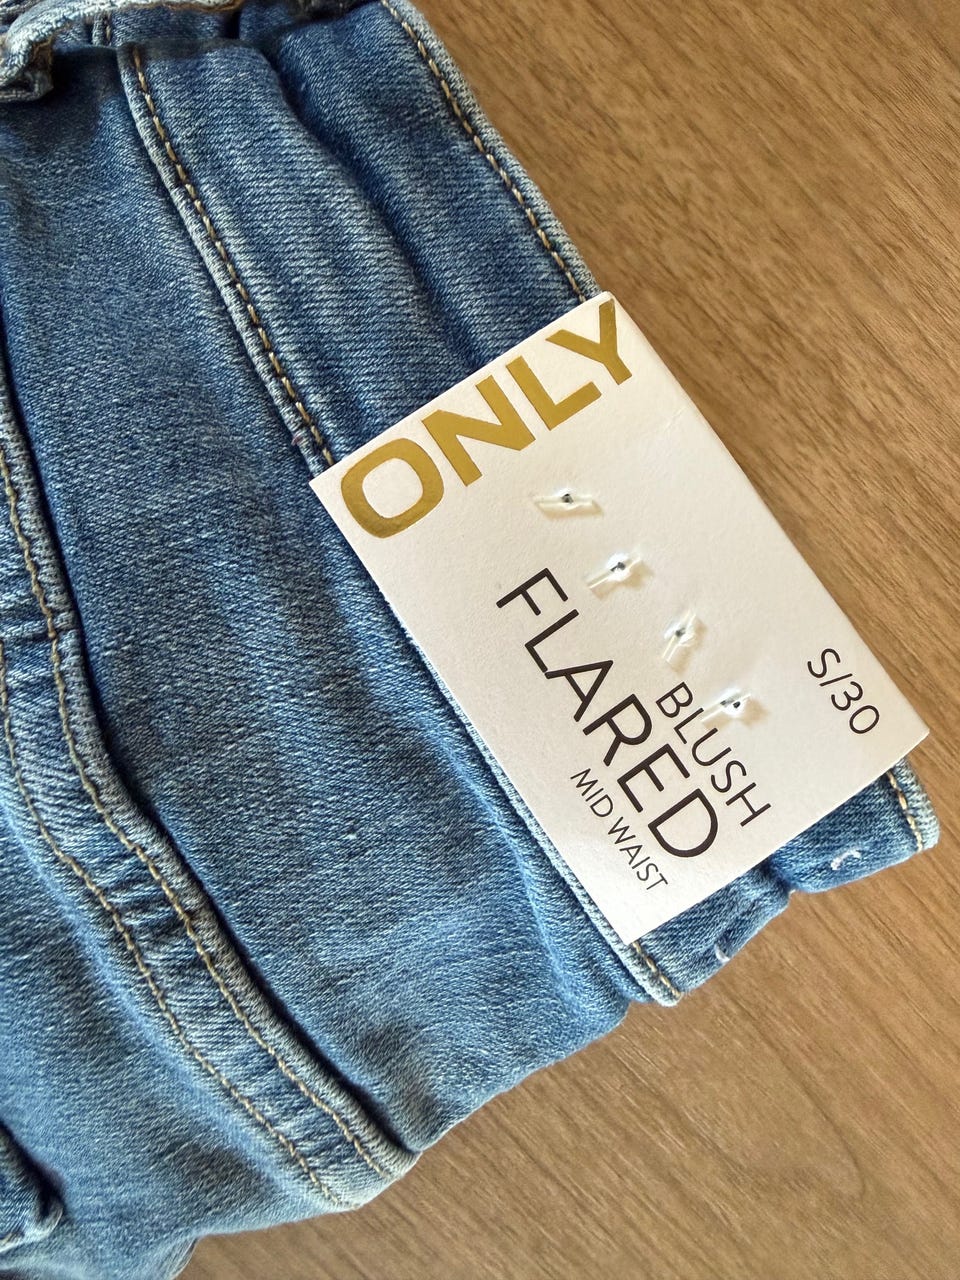 ONLY
S/30
BLUSH
FLARED
MID WAIST